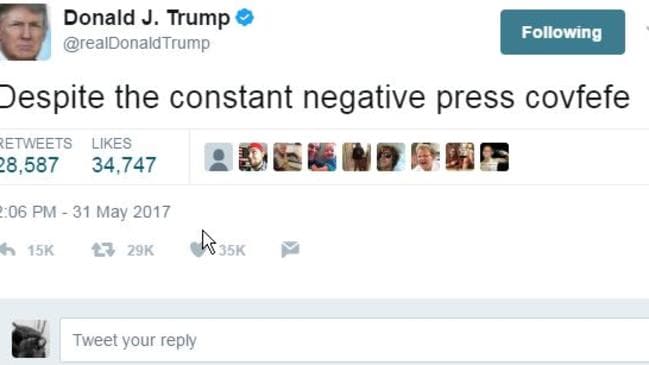 Donald J. Trump
@realDonaldTrump
Following
Despite the constant negative press covfefe
RETWEETS LIKES
28,587 34,747
2:06 PM - 31 May 2017
15K 29K 35K
Tweet your reply